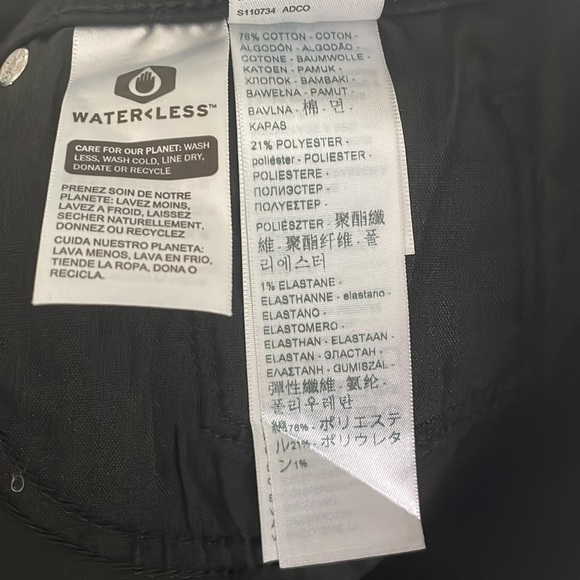 WATER<LESS™
CARE FOR OUR PLANET: WASH
LESS, WASH COLD, LINE DRY,
DONATE OR RECYCLE
PRENEZ SOIN DE NOTRE
PLANETE: LAVEZ MOINS,
LAVEZ A FROID, LAISSEZ
SECHER NATURELLEMENT.
DONNEZ OU RECYCLEZ
CUIDA NUESTRO PLANETA:
LAVA MENOS, LAVA EN FRIO,
TIENDE LA ROPA, DONA O
RECICLA.
S110734 ADCO
78% COTTON - COTON -
ALGODÓN - ALGODÃO -
COTONE - BAUMWOLLE -
KATOEN - PAMUK -
ХЛОПОК - ΒΑΜΒΑΚΙ -
BAWEŁNA - PAMUT -
BAVLNA - 棉 - 면 -
KAPAS
21% POLYESTER -
poliéster - POLIESTER -
POLIESTERE -
ПОЛИЭСТЕР -
ΠΟΛΥΕΣΤΕΡ -
POLIÉSZTER - 聚酯纖
維 - 聚酯纤维 - 폴
리에스터
1% ELASTANE -
ELASTHANNE - elastano -
ELASTANO -
ELASTOMERO -
ELASTHAN - ELASTAAN -
ELASTAN - ЭЛАСТАН -
ΕΛΑΣΤΑΝΗ - GUMISZÁL -
彈性纖維 - 氨纶 -
폴리우레탄
綿78% - ポリエステ
ル21% - ポリウレタ
ン1%